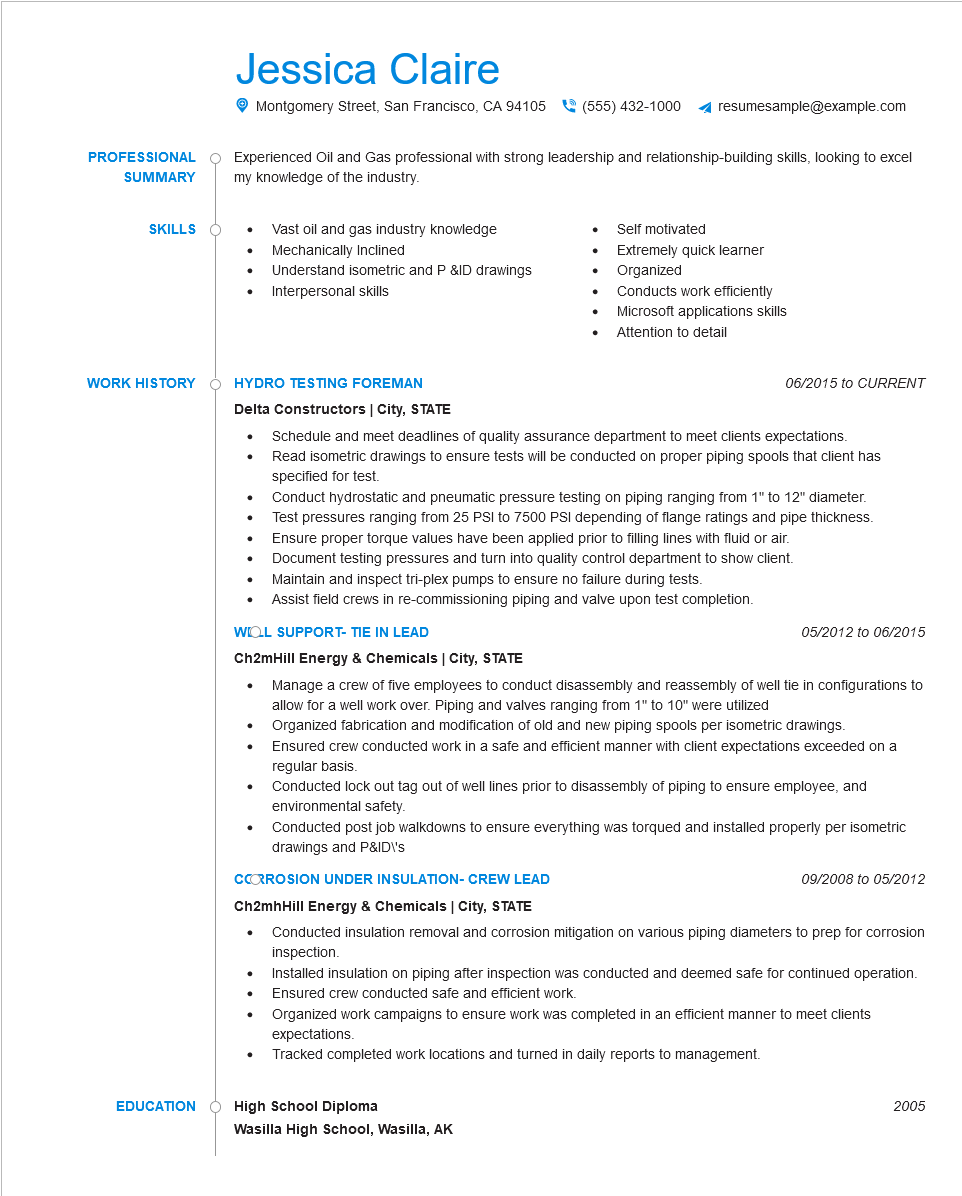 Jessica Claire
Montgomery Street, San Francisco, CA 94105 (555) 432-1000 resumesample@example.com
PROFESSIONAL SUMMARY
Experienced Oil and Gas professional with strong leadership and relationship-building skills, looking to excel
my knowledge of the industry.
SKILLS
• Vast oil and gas industry knowledge
• Mechanically Inclined
• Understand isometric and P &ID drawings
• Interpersonal skills
• Self motivated
• Extremely quick learner
• Organized
• Conducts work efficiently
• Microsoft applications skills
• Attention to detail
WORK HISTORY
HYDRO TESTING FOREMAN 06/2015 to CURRENT
Delta Constructors | City, STATE
• Schedule and meet deadlines of quality assurance department to meet clients expectations.
• Read isometric drawings to ensure tests will be conducted on proper piping spools that client has
specified for test.
• Conduct hydrostatic and pneumatic pressure testing on piping ranging from 1" to 12" diameter.
• Test pressures ranging from 25 PSI to 7500 PSI depending of flange ratings and pipe thickness.
• Ensure proper torque values have been applied prior to filling lines with fluid or air.
• Document testing pressures and turn into quality control department to show client.
• Maintain and inspect tri-plex pumps to ensure no failure during tests.
• Assist field crews in re-commissioning piping and valve upon test completion.
WELL SUPPORT- TIE IN LEAD 05/2012 to 06/2015
Ch2mHill Energy & Chemicals | City, STATE
• Manage a crew of five employees to conduct disassembly and reassembly of well tie in configurations to
allow for a well work over. Piping and valves ranging from 1" to 10" were utilized
• Organized fabrication and modification of old and new piping spools per isometric drawings.
• Ensured crew conducted work in a safe and efficient manner with client expectations exceeded on a
regular basis.
• Conducted lock out tag out of well lines prior to disassembly of piping to ensure employee, and
environmental safety.
• Conducted post job walkdowns to ensure everything was torqued and installed properly per isometric
drawings and P&ID\'s
CORROSION UNDER INSULATION- CREW LEAD 09/2008 to 05/2012
Ch2mhHill Energy & Chemicals | City, STATE
• Conducted insulation removal and corrosion mitigation on various piping diameters to prep for corrosion
inspection.
• Installed insulation on piping after inspection was conducted and deemed safe for continued operation.
• Ensured crew conducted safe and efficient work.
• Organized work campaigns to ensure work was completed in an efficient manner to meet clients
expectations.
• Tracked completed work locations and turned in daily reports to management.
EDUCATION
High School Diploma 2005
Wasilla High School, Wasilla, AK